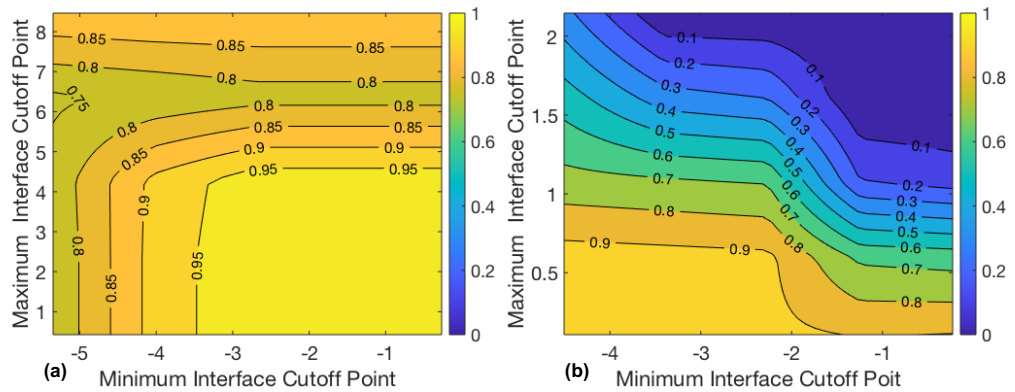 Maximum Interface Cutoff Point
8
7
6
5
4
3
2
1
-5 -4 -3 -2 -1
(a) Minimum Interface Cutoff Point
0.85 0.85 0.85
0.8 0.8 0.8
0.75
0.8 0.8 0.8
0.85 0.85 0.85
0.9 0.9 0.9
0.95 0.95
0.95
0.8
0.85
1
0.8
0.6
0.4
0.2
0
Maximum Interface Cutoff Point
2
1.5
1
0.5
-4 -3 -2 -1
(b) Minimum Interface Cutoff Poit
0.1 0.1 0.1
0.2 0.2 0.2
0.3 0.3 0.3
0.4 0.4 0.4
0.5 0.5 0.5
0.6 0.6 0.6
0.7 0.7 0.7
0.8 0.8 0.8
0.9 0.9
1
0.8
0.6
0.4
0.2
0